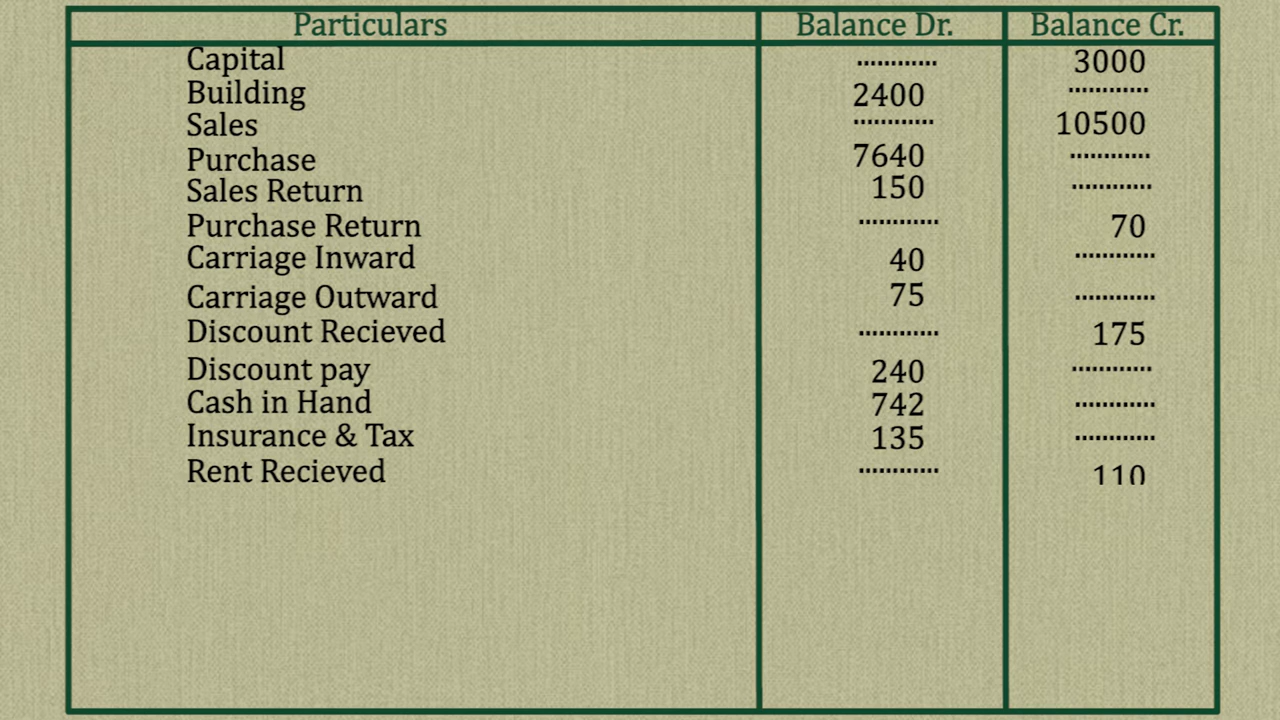 Particulars Balance Dr. Balance Cr.
Capital ............ 3000
Building 2400 ............
Sales ............ 10500
Purchase 7640 ............
Sales Return 150 ............
Purchase Return ............ 70
Carriage Inward 40 ............
Carriage Outward 75 ............
Discount Recieved ............ 175
Discount pay 240 ............
Cash in Hand 742 ............
Insurance & Tax 135 ............
Rent Recieved ............ 110